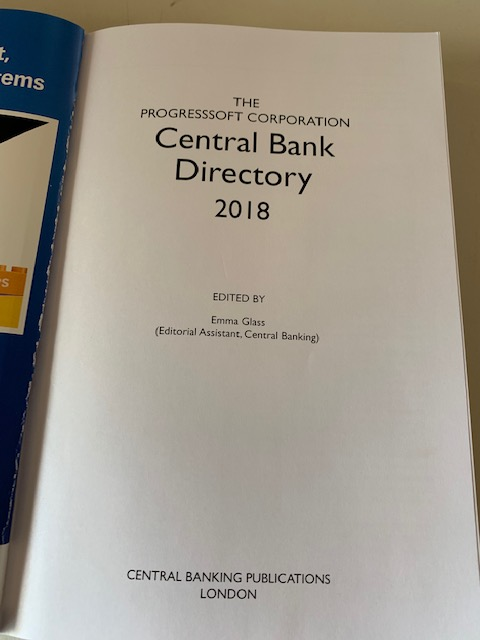 t,
ems
THE
PROGRESSSOFT CORPORATION
Central Bank
Directory
2018
EDITED BY
Emma Glass
(Editorial Assistant, Central Banking)
CENTRAL BANKING PUBLICATIONS
LONDON